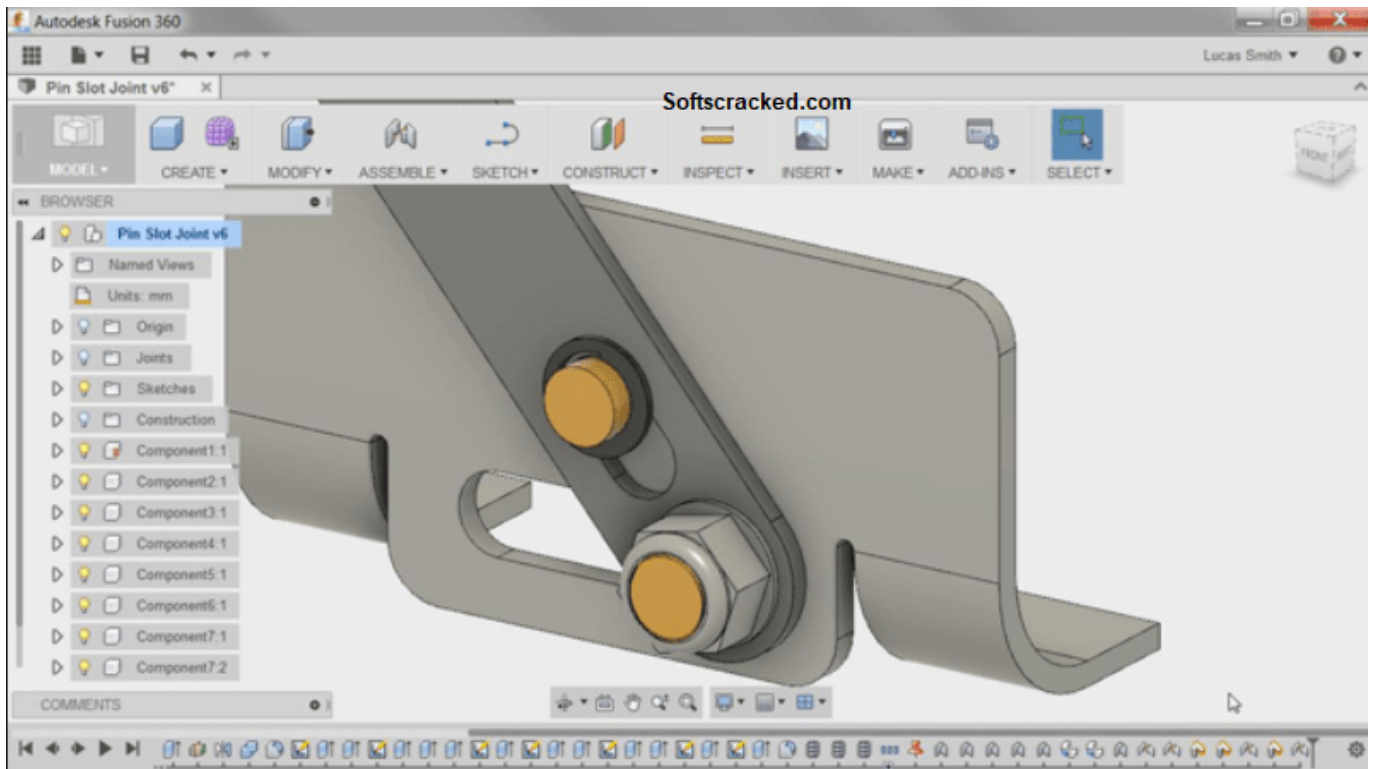 Autodesk Fusion 360
Lucas Smith
Pin Slot Joint v6*
Softscracked.com
MODEL
CREATE
MODIFY
ASSEMBLE
SKETCH
CONSTRUCT
INSPECT
INSERT
MAKE
ADD-INS
SELECT
FRONT
BROWSER
Pin Slot Joint v6
Named Views
Units: mm
Origin
Joints
Sketches
Construction
Component1:1
Component2:1
Component3:1
Component4:1
Component5:1
Component6:1
Component7:1
Component7:2
COMMENTS